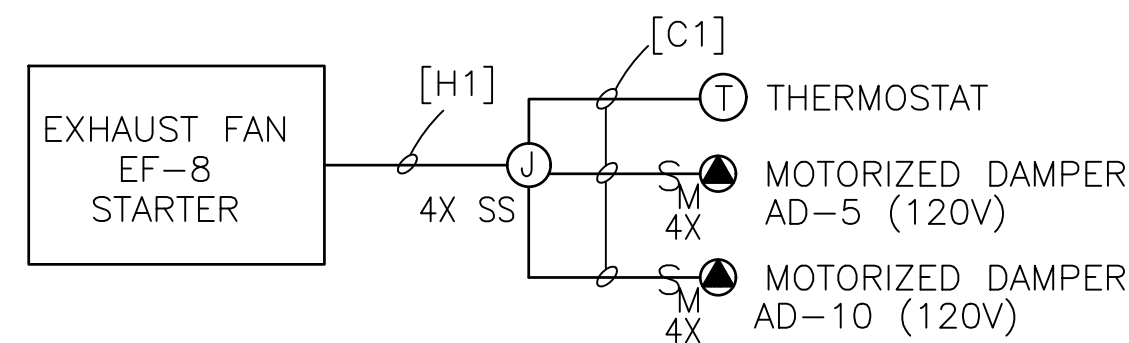 [C1]
[H1]
T THERMOSTAT
EXHAUST FAN
EF-8
STARTER
J
4X SS
S
M
4X
MOTORIZED DAMPER
AD-5 (120V)
S
M
4X
MOTORIZED DAMPER
AD-10 (120V)